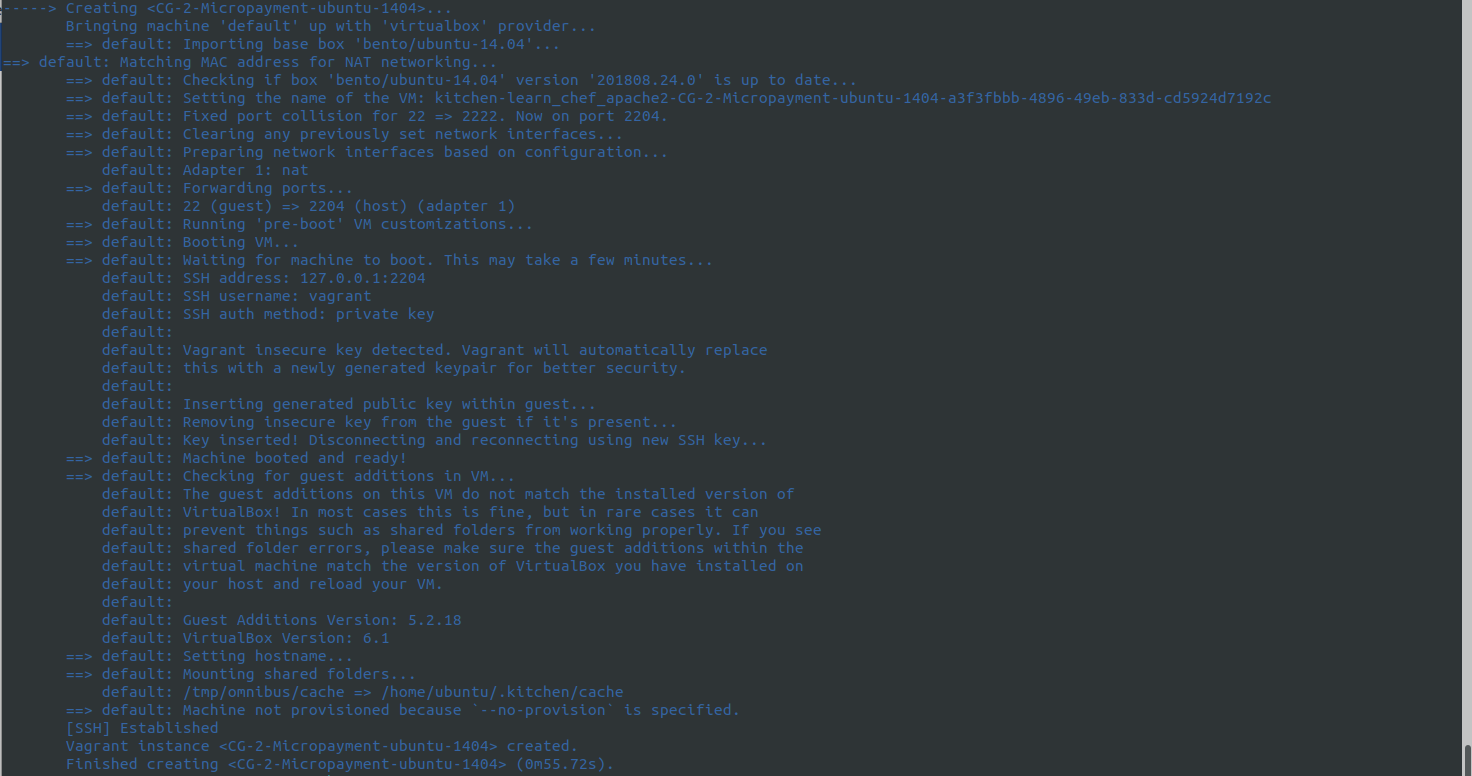 -----> Creating <CG-2-Micropayment-ubuntu-1404>...
Bringing machine 'default' up with 'virtualbox' provider...
==> default: Importing base box 'bento/ubuntu-14.04'...
==> default: Matching MAC address for NAT networking...
==> default: Checking if box 'bento/ubuntu-14.04' version '201808.24.0' is up to date...
==> default: Setting the name of the VM: kitchen-learn_chef_apache2-CG-2-Micropayment-ubuntu-1404-a3f3fbbb-4896-49eb-833d-cd5924d7192c
==> default: Fixed port collision for 22 => 2222. Now on port 2204.
==> default: Clearing any previously set network interfaces...
==> default: Preparing network interfaces based on configuration...
default: Adapter 1: nat
==> default: Forwarding ports...
default: 22 (guest) => 2204 (host) (adapter 1)
==> default: Running 'pre-boot' VM customizations...
==> default: Booting VM...
==> default: Waiting for machine to boot. This may take a few minutes...
default: SSH address: 127.0.0.1:2204
default: SSH username: vagrant
default: SSH auth method: private key
default:
default: Vagrant insecure key detected. Vagrant will automatically replace
default: this with a newly generated keypair for better security.
default:
default: Inserting generated public key within guest...
default: Removing insecure key from the guest if it's present...
default: Key inserted! Disconnecting and reconnecting using new SSH key...
==> default: Machine booted and ready!
==> default: Checking for guest additions in VM...
default: The guest additions on this VM do not match the installed version of
default: VirtualBox! In most cases this is fine, but in rare cases it can
default: prevent things such as shared folders from working properly. If you see
default: shared folder errors, please make sure the guest additions within the
default: virtual machine match the version of VirtualBox you have installed on
default: your host and reload your VM.
default:
default: Guest Additions Version: 5.2.18
default: VirtualBox Version: 6.1
==> default: Setting hostname...
==> default: Mounting shared folders...
default: /tmp/omnibus/cache => /home/ubuntu/.kitchen/cache
==> default: Machine not provisioned because `--no-provision` is specified.
[SSH] Established
Vagrant instance <CG-2-Micropayment-ubuntu-1404> created.
Finished creating <CG-2-Micropayment-ubuntu-1404> (0m55.72s).